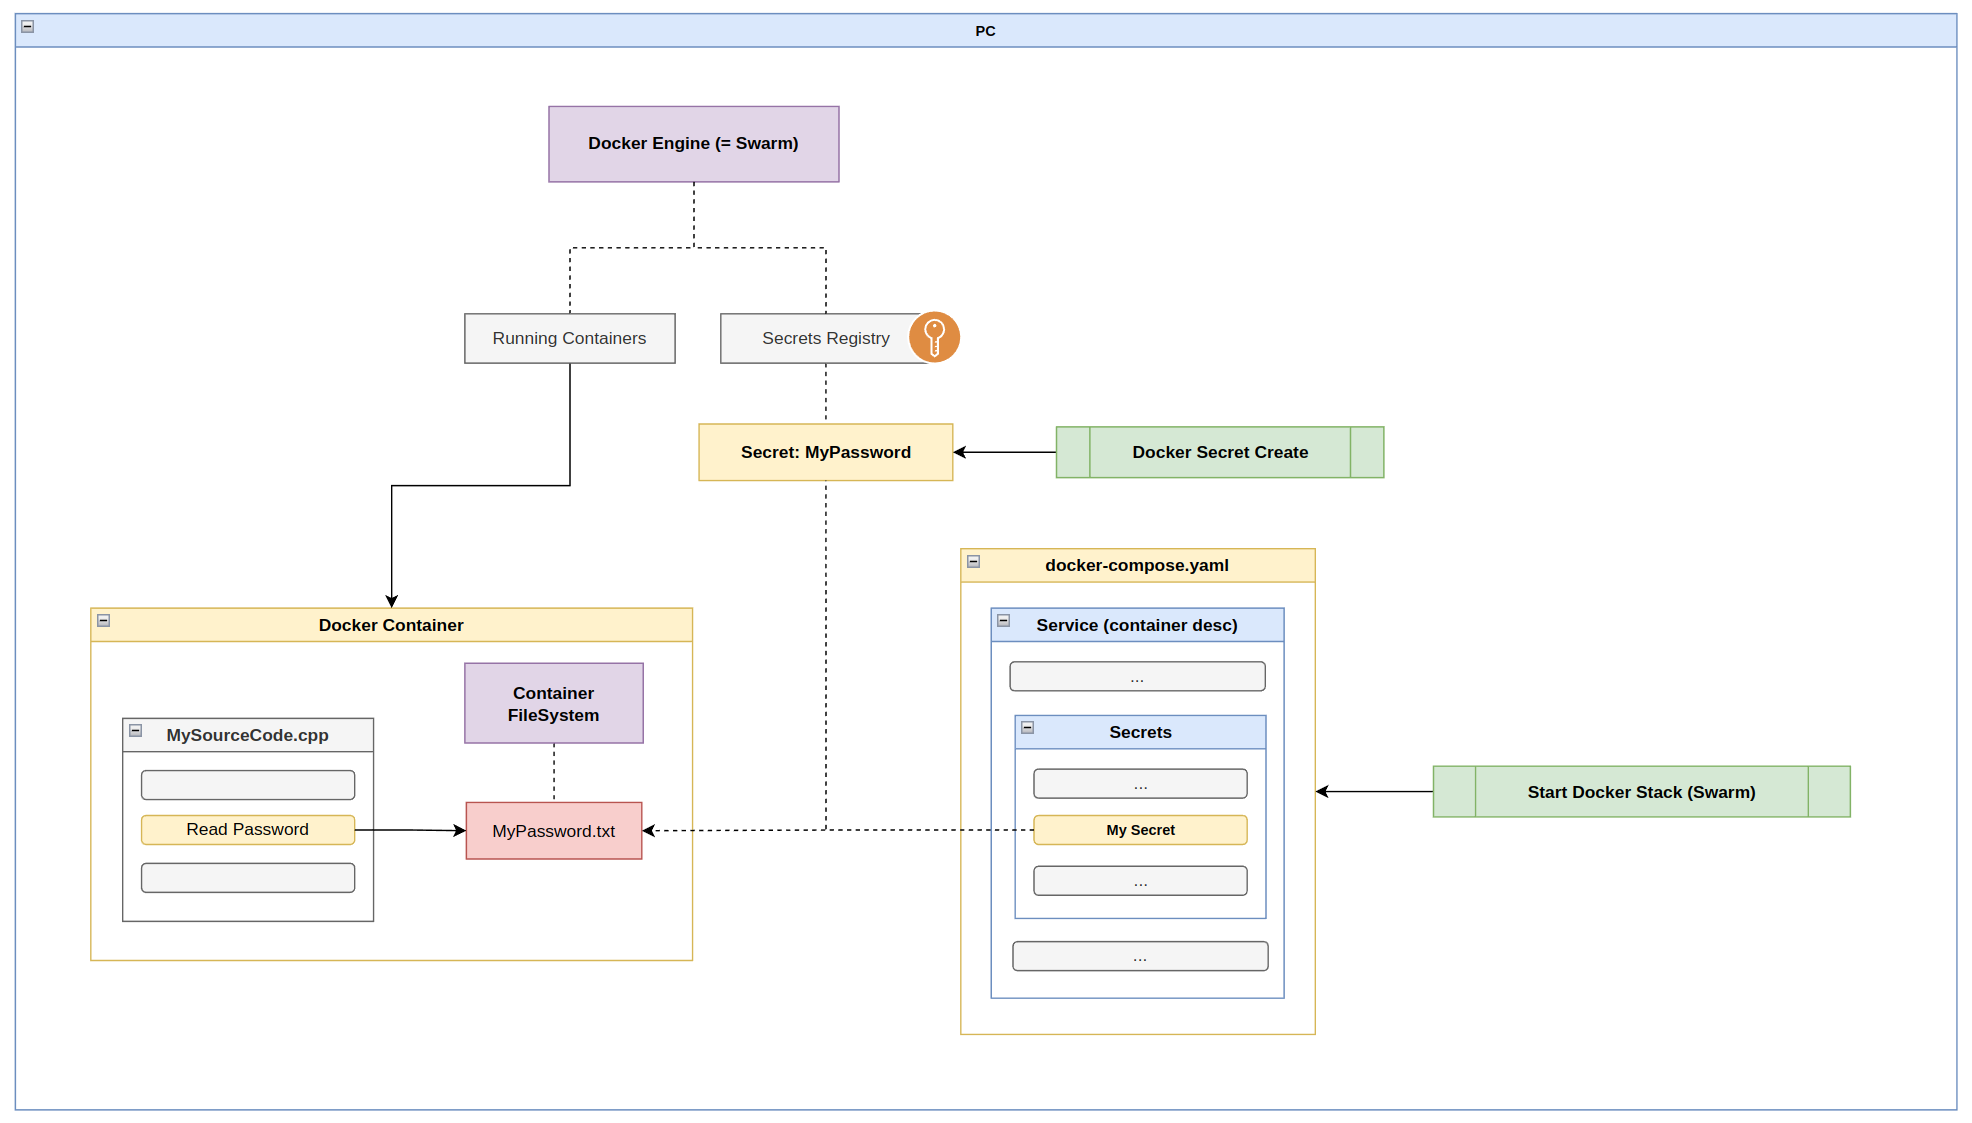 PC
Docker Engine (= Swarm)
Running Containers
Secrets Registry
Secret: MyPassword
Docker Secret Create
docker-compose.yaml
Docker Container
Service (container desc)
...
Container
FileSystem
MySourceCode.cpp
Secrets
...
Read Password
MyPassword.txt
My Secret
Start Docker Stack (Swarm)
...
...